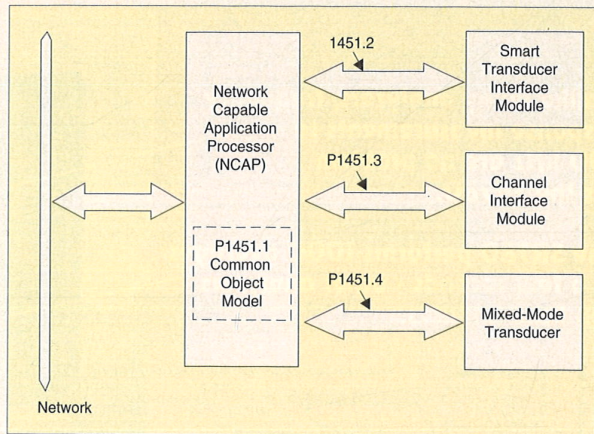 1451.2
Smart
Transducer
Interface
Module
Network
Capable
Application
Processor
(NCAP)
P1451.3
Channel
Interface
Module
P1451.1
Common
Object
Model
P1451.4
Mixed-Mode
Transducer
Network